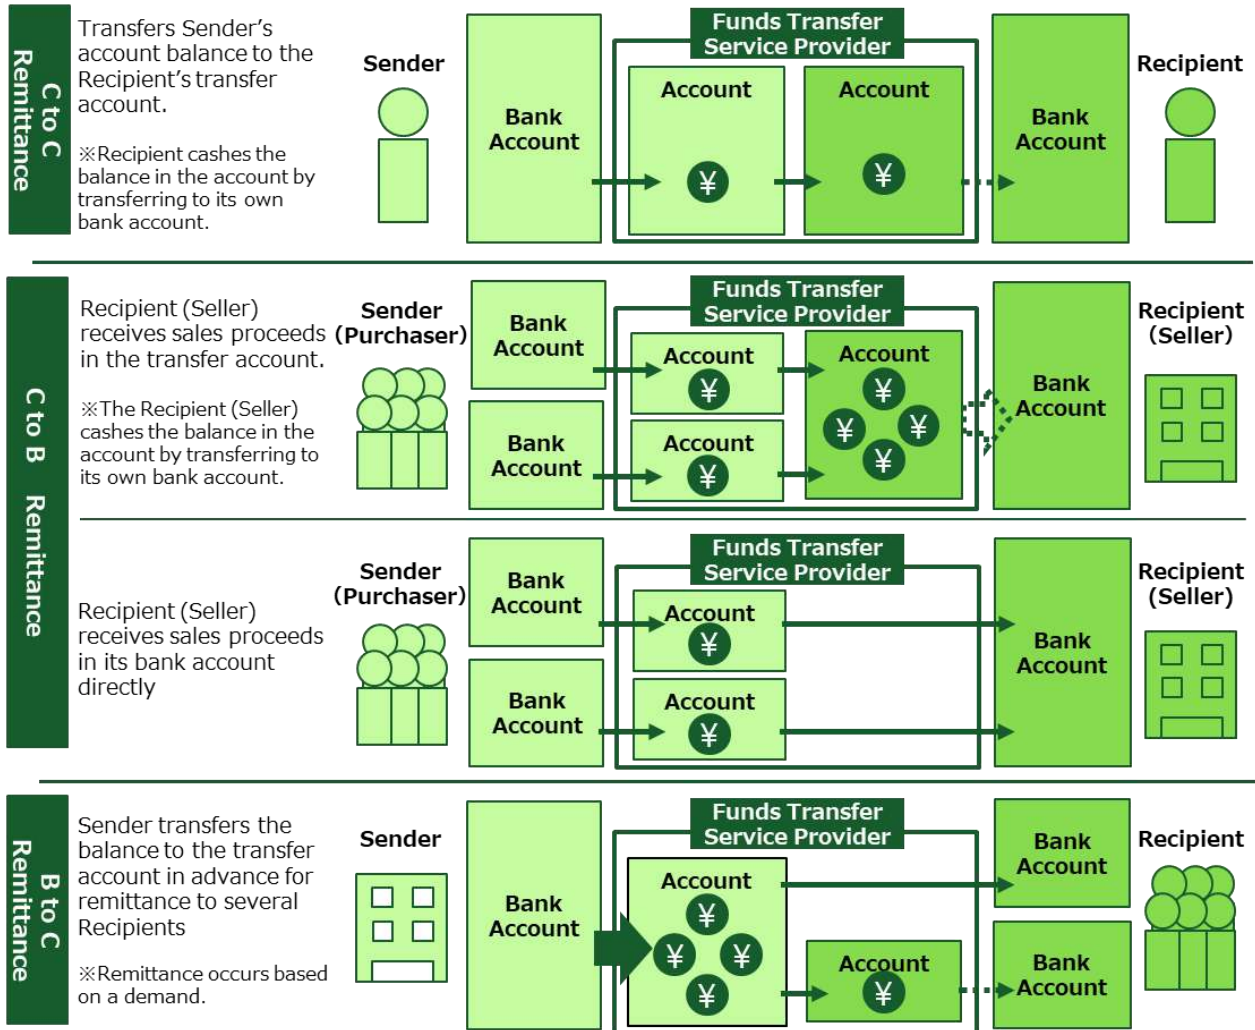 C to C
Remittance
Transfers Sender's
account balance to the
Recipient's transfer
account.
※Recipient cashes the
balance in the account by
transferring to its own
bank account.
Sender
Bank
Account
Funds Transfer
Service Provider
Account
¥
Account
¥
Bank
Account
Recipient
C to B Remittance
Recipient (Seller)
receives sales proceeds
in the transfer account.
※The Recipient (Seller)
cashes the balance in the
account by transferring to
its own bank account.
Sender
(Purchaser)
Bank
Account
Bank
Account
Funds Transfer
Service Provider
Account
¥
Account
¥
Account
¥
¥
¥
¥
Bank
Account
Recipient
(Seller)
Recipient (Seller)
receives sales proceeds
in its bank account
directly
Sender
(Purchaser)
Bank
Account
Bank
Account
Funds Transfer
Service Provider
Account
¥
Account
¥
Bank
Account
Recipient
(Seller)
B to C
Remittance
Sender transfers the
balance to the transfer
account in advance for
remittance to several
Recipients
※Remittance occurs based
on a demand.
Sender
Bank
Account
Funds Transfer
Service Provider
Account
¥
¥
¥
¥
Account
¥
Bank
Account
Bank
Account
Recipient